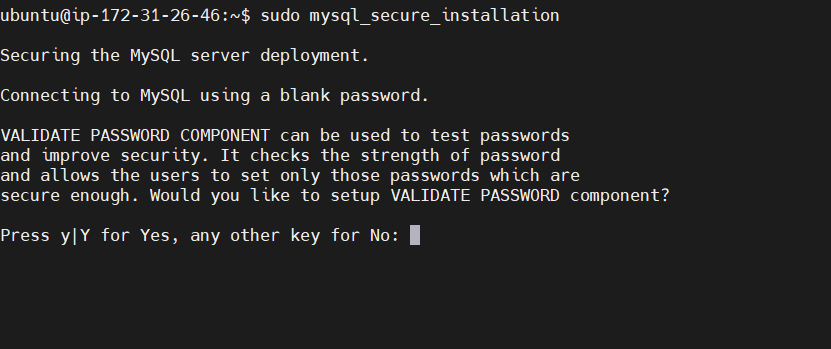 ubuntu@ip-172-31-26-46:~$ sudo mysql_secure_installation
Securing the MySQL server deployment.
Connecting to MySQL using a blank password.
VALIDATE PASSWORD COMPONENT can be used to test passwords
and improve security. It checks the strength of password
and allows the users to set only those passwords which are
secure enough. Would you like to setup VALIDATE PASSWORD component?
Press y|Y for Yes, any other key for No: